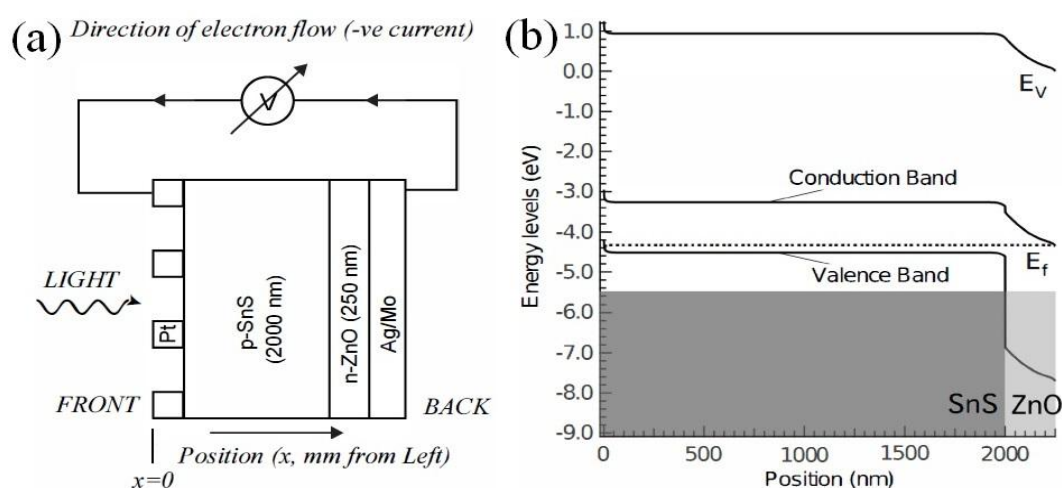 (a)
Direction of electron flow (-ve current)
V
LIGHT
Pt
p-SnS
(2000 nm)
n-ZnO (250 nm)
Ag/Mo
FRONT
BACK
Position (x, mm from Left)
x=0
(b)
1.0
0.0
-1.0
-2.0
-3.0
-4.0
-5.0
-6.0
-7.0
-8.0
-9.0
Energy levels (eV)
E_V
Conduction Band
E_f
Valence Band
SnS
ZnO
0
500
1000
1500
2000
Position (nm)